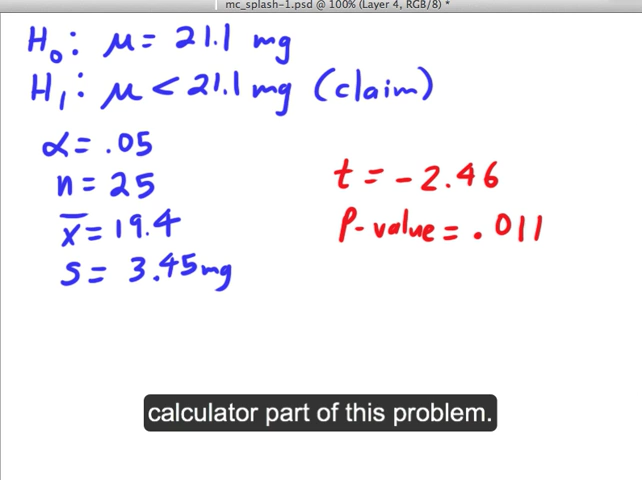 mc_splash-1.psd @ 100% (Layer 4, RGB/8) *
H₀: μ = 21.1 mg
H₁: μ < 21.1 mg (claim)
α = .05
n = 25
t = -2.46
x̅ = 19.4
P-value = .011
s = 3.45mg
calculator part of this problem.